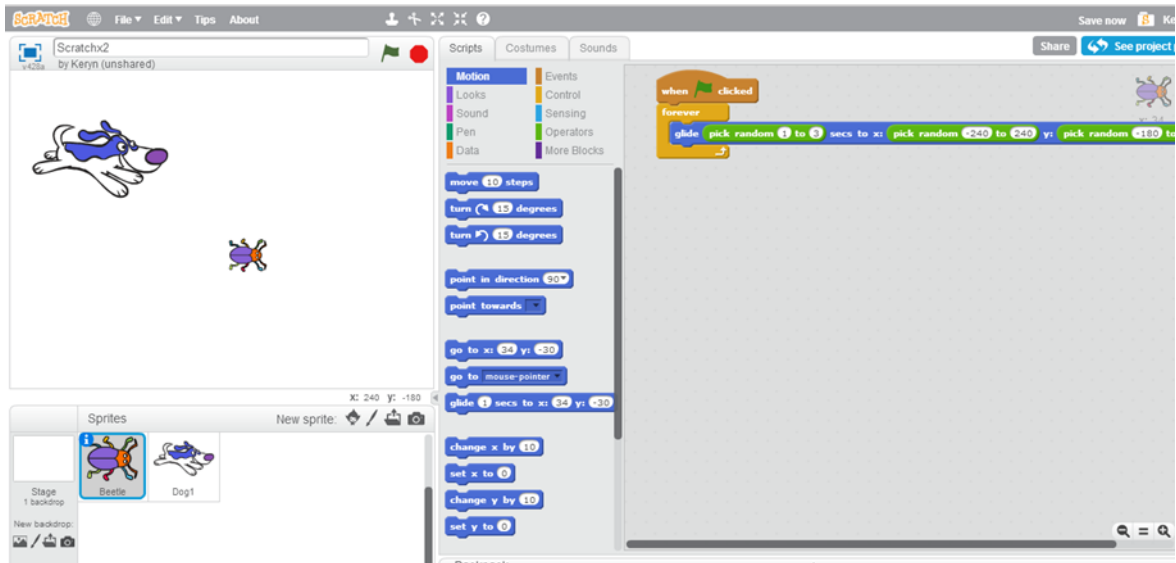 SCRATCH File Edit Tips About Save now Ke
Scratchx2
by Keryn (unshared)
v428a
Scripts Costumes Sounds
Share See project p
Motion Events
Looks Control
Sound Sensing
Pen Operators
Data More Blocks
when clicked
forever
glide pick random 1 to 3 secs to x: pick random -240 to 240 y: pick random -180 to
move 10 steps
turn 15 degrees
turn 15 degrees
point in direction 90
point towards
go to x: 34 y: -30
go to mouse-pointer
glide 1 secs to x: 34 y: -30
change x by 10
set x to 0
change y by 10
set y to 0
X: 240 y: -180
Sprites New sprite:
Stage
1 backdrop
Beetle Dog1
New backdrop: